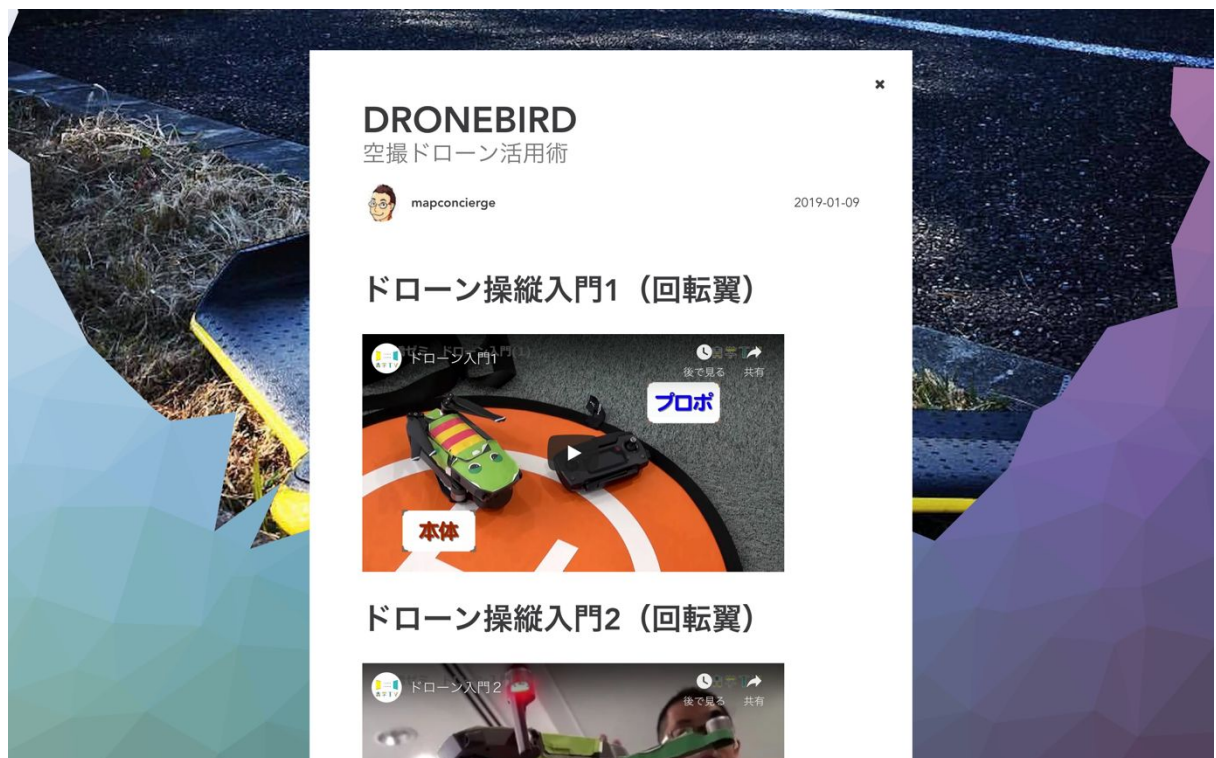 DRONEBIRD
空撮ドローン活用術
mapconcierge
2019-01-09
ドローン操縦入門1(回転翼)
ドローン入門1
後で見る 共有
プロポ
本体
ドローン操縦入門2(回転翼)
ドローン入門2
後で見る 共有